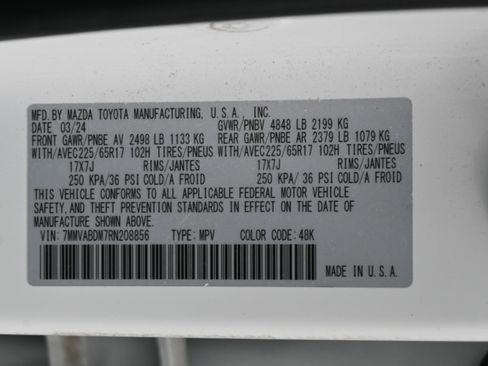 MFD. BY MAZDA TOYOTA MANUFACTURING, U.S.A., INC.
DATE 03/24 GVWR/PNBV 4848 LB 2199 KG
FRONT GAWR/PNBE AV 2498 LB 1133 KG REAR GAWR/PNBE AR 2379 LB 1079 KG
WITH/AVEC225/65R17 102H TIRES/PNEUS WITH/AVEC225/65R17 102H TIRES/PNEUS
17X7J RIMS/JANTES 17X7J RIMS/JANTES
250 KPA/36 PSI COLD/A FROID 250 KPA/36 PSI COLD/A FROID
THIS VEHICLE CONFORMS TO ALL APPLICABLE FEDERAL MOTOR VEHICLE
SAFETY, AND THEFT PREVENTION STANDARDS IN EFFECT ON THE DATE OF
MANUFACTURE SHOWN ABOVE.
VIN: 7MMVABDM7RN208856 TYPE: MPV COLOR CODE: 48K
MADE IN U.S.A.